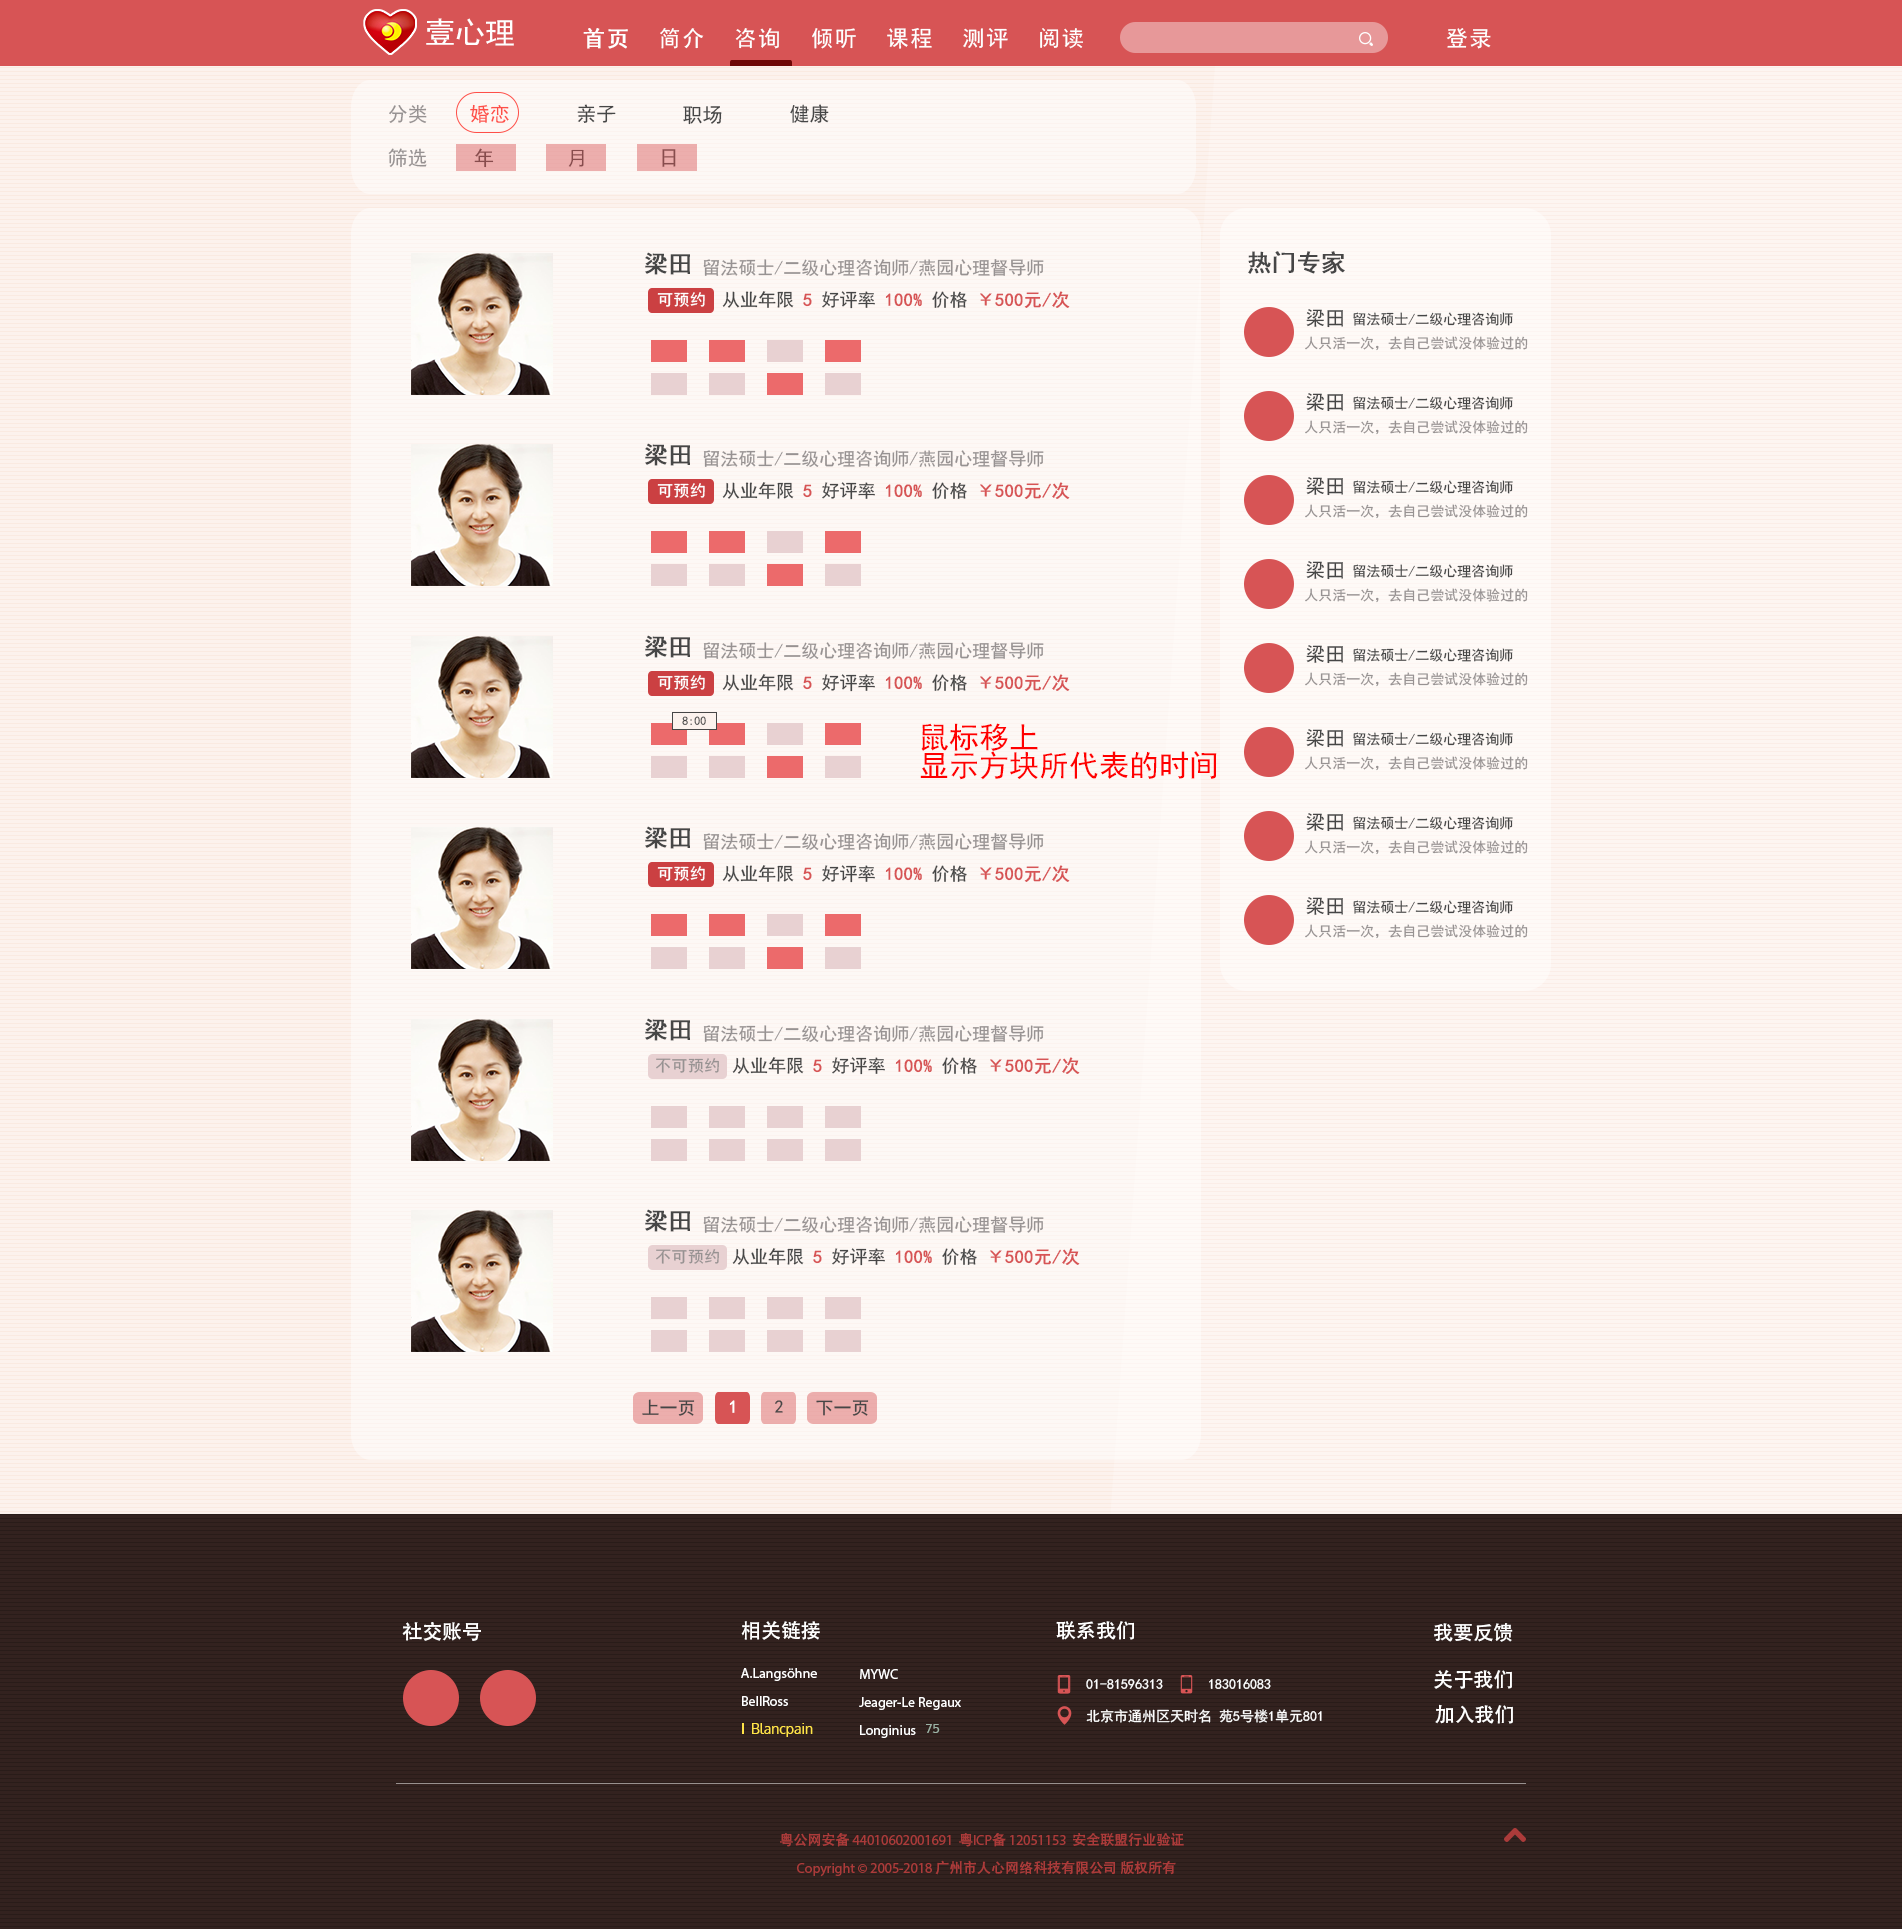 壹心理 首页 简介 咨询 倾听 课程 测评 阅读 登录
分类 婚恋 亲子 职场 健康
筛选 年 月 日
梁田 留法硕士/二级心理咨询师/燕园心理督导师
可预约 从业年限 5 好评率 100% 价格 ￥500元/次
梁田 留法硕士/二级心理咨询师/燕园心理督导师
可预约 从业年限 5 好评率 100% 价格 ￥500元/次
梁田 留法硕士/二级心理咨询师/燕园心理督导师
可预约 从业年限 5 好评率 100% 价格 ￥500元/次
8:00
鼠标移上
显示方块所代表的时间
梁田 留法硕士/二级心理咨询师/燕园心理督导师
可预约 从业年限 5 好评率 100% 价格 ￥500元/次
梁田 留法硕士/二级心理咨询师/燕园心理督导师
不可预约 从业年限 5 好评率 100% 价格 ￥500元/次
梁田 留法硕士/二级心理咨询师/燕园心理督导师
不可预约 从业年限 5 好评率 100% 价格 ￥500元/次
上一页 1 2 下一页
热门专家
梁田 留法硕士/二级心理咨询师
人只活一次，去自己尝试没体验过的
梁田 留法硕士/二级心理咨询师
人只活一次，去自己尝试没体验过的
梁田 留法硕士/二级心理咨询师
人只活一次，去自己尝试没体验过的
梁田 留法硕士/二级心理咨询师
人只活一次，去自己尝试没体验过的
梁田 留法硕士/二级心理咨询师
人只活一次，去自己尝试没体验过的
梁田 留法硕士/二级心理咨询师
人只活一次，去自己尝试没体验过的
梁田 留法硕士/二级心理咨询师
人只活一次，去自己尝试没体验过的
梁田 留法硕士/二级心理咨询师
人只活一次，去自己尝试没体验过的
社交账号
相关链接
A.Langsöhne MYWC
BellRoss Jeager-Le Regaux
Blancpain Longinius 75
联系我们
01-81596313 183016083
北京市通州区天时名 苑5号楼1单元801
我要反馈
关于我们
加入我们
粤公网安备 44010602001691 粤ICP备 12051153 安全联盟行业验证
Copyright © 2005-2018 广州市人心网络科技有限公司 版权所有